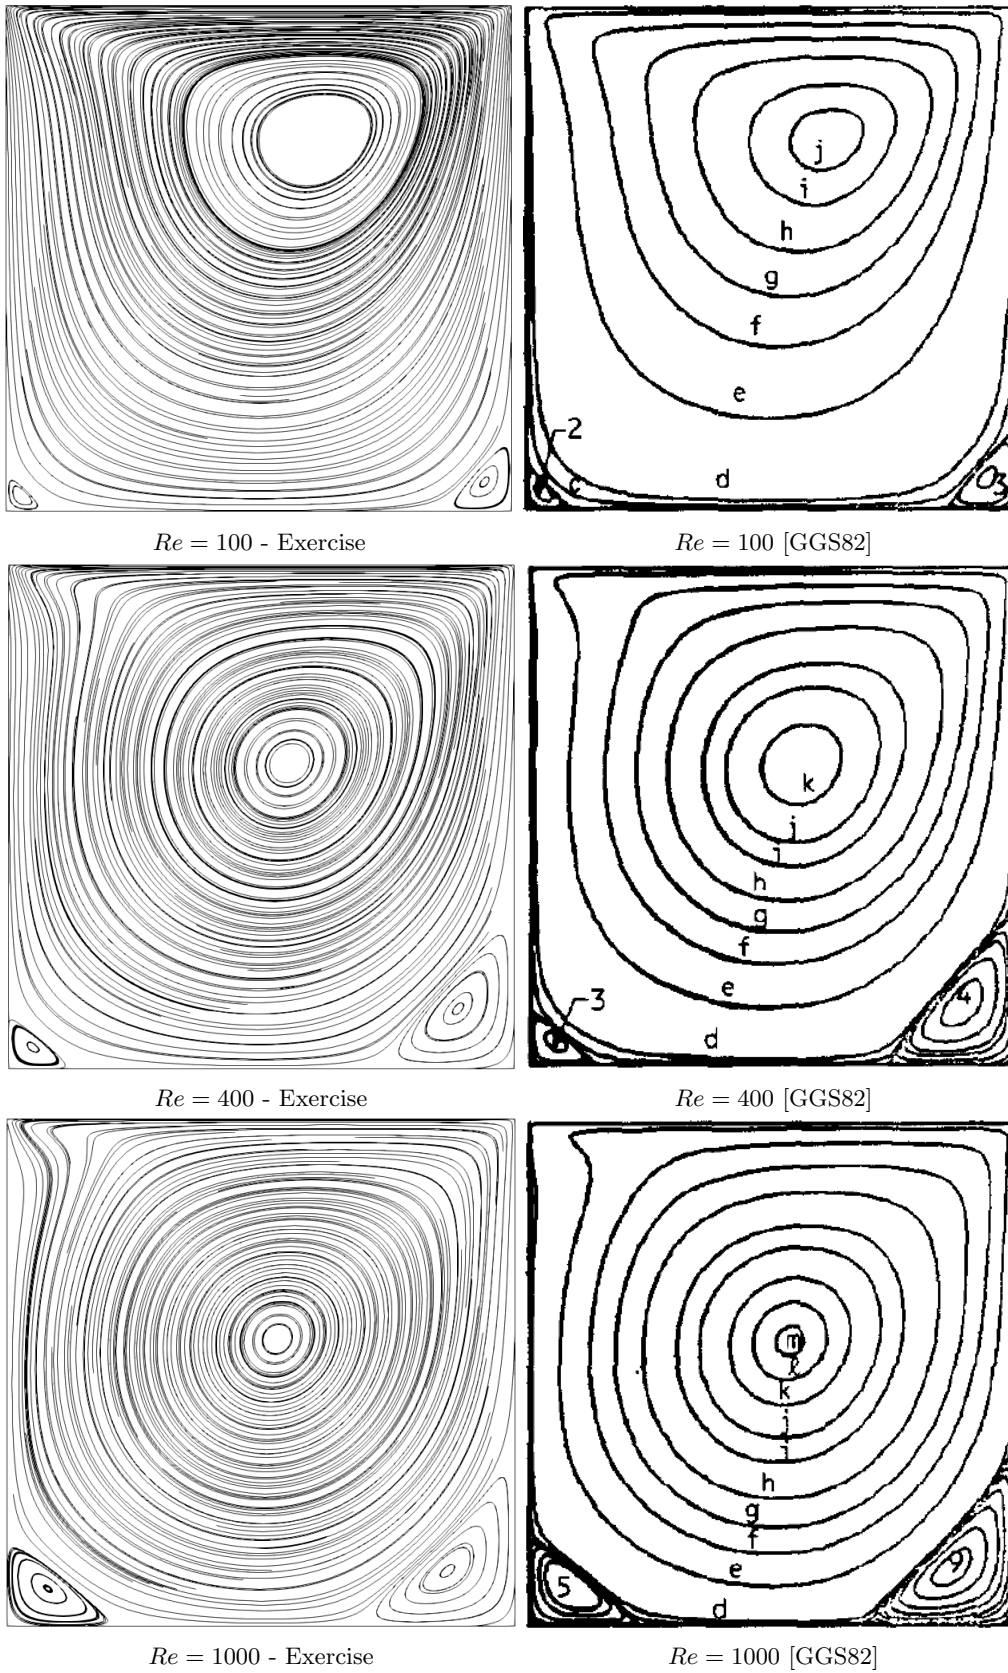 j
i
h
g
f
e
2
c
d
3
Re = 100 - Exercise
Re = 100 [GGS82]
k
j
i
h
g
f
e
4
3
d
Re = 400 - Exercise
Re = 400 [GGS82]
m
ℓ
k
j
i
h
g
f
e
9
5
d
Re = 1000 - Exercise
Re = 1000 [GGS82]